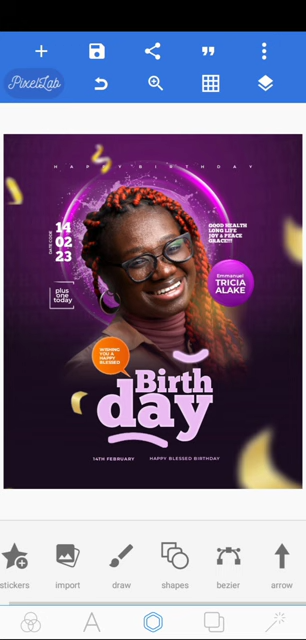 PixelLab
HAPPY BIRTHDAY
DATE CODE
14
02
23
GOOD HEALTH
LONG LIFE
JOY & PEACE
GRACE!!!
Emmanuel
TRICIA
ALAKE
plus
one
today
WISHING
YOU A
HAPPY
BLESSED
Birth
day
14TH FEBRUARY
HAPPY BLESSED BIRTHDAY
stickers
import
draw
shapes
bezier
arrow
A